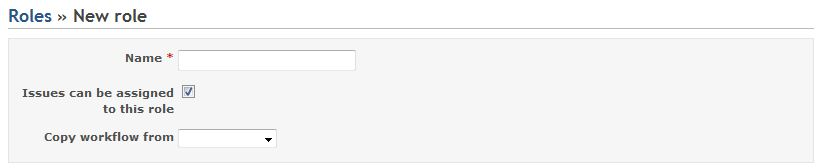 Roles » New role
Name *
Issues can be assigned
to this role
Copy workflow from